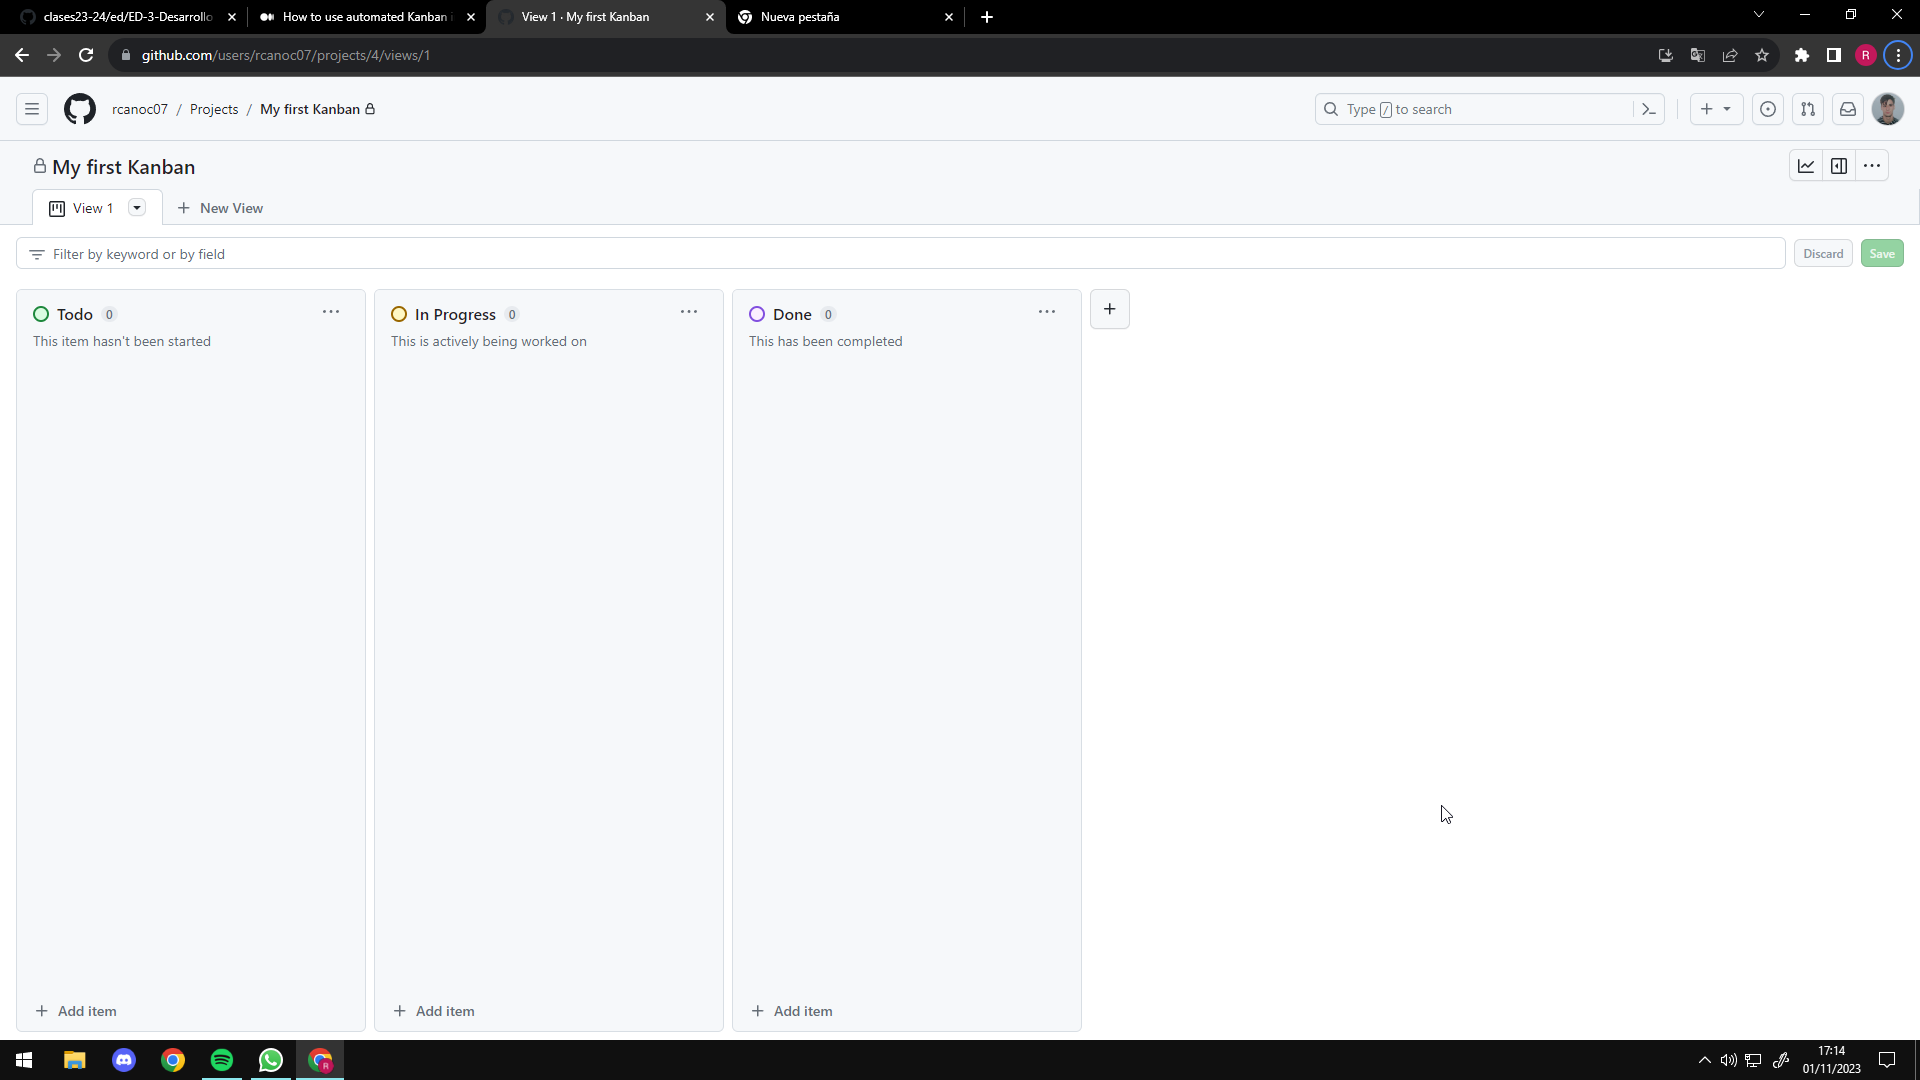 clases23-24/ed/ED-3-Desarrollo
How to use automated Kanban i
View 1 · My first Kanban
Nueva pestaña
github.com/users/rcanoc07/projects/4/views/1
R
rcanoc07 / Projects / My first Kanban
Type / to search
My first Kanban
View 1
New View
Filter by keyword or by field
Discard
Save
Todo 0
This item hasn't been started
In Progress 0
This is actively being worked on
Done 0
This has been completed
Add item
Add item
Add item
R
17:14
01/11/2023